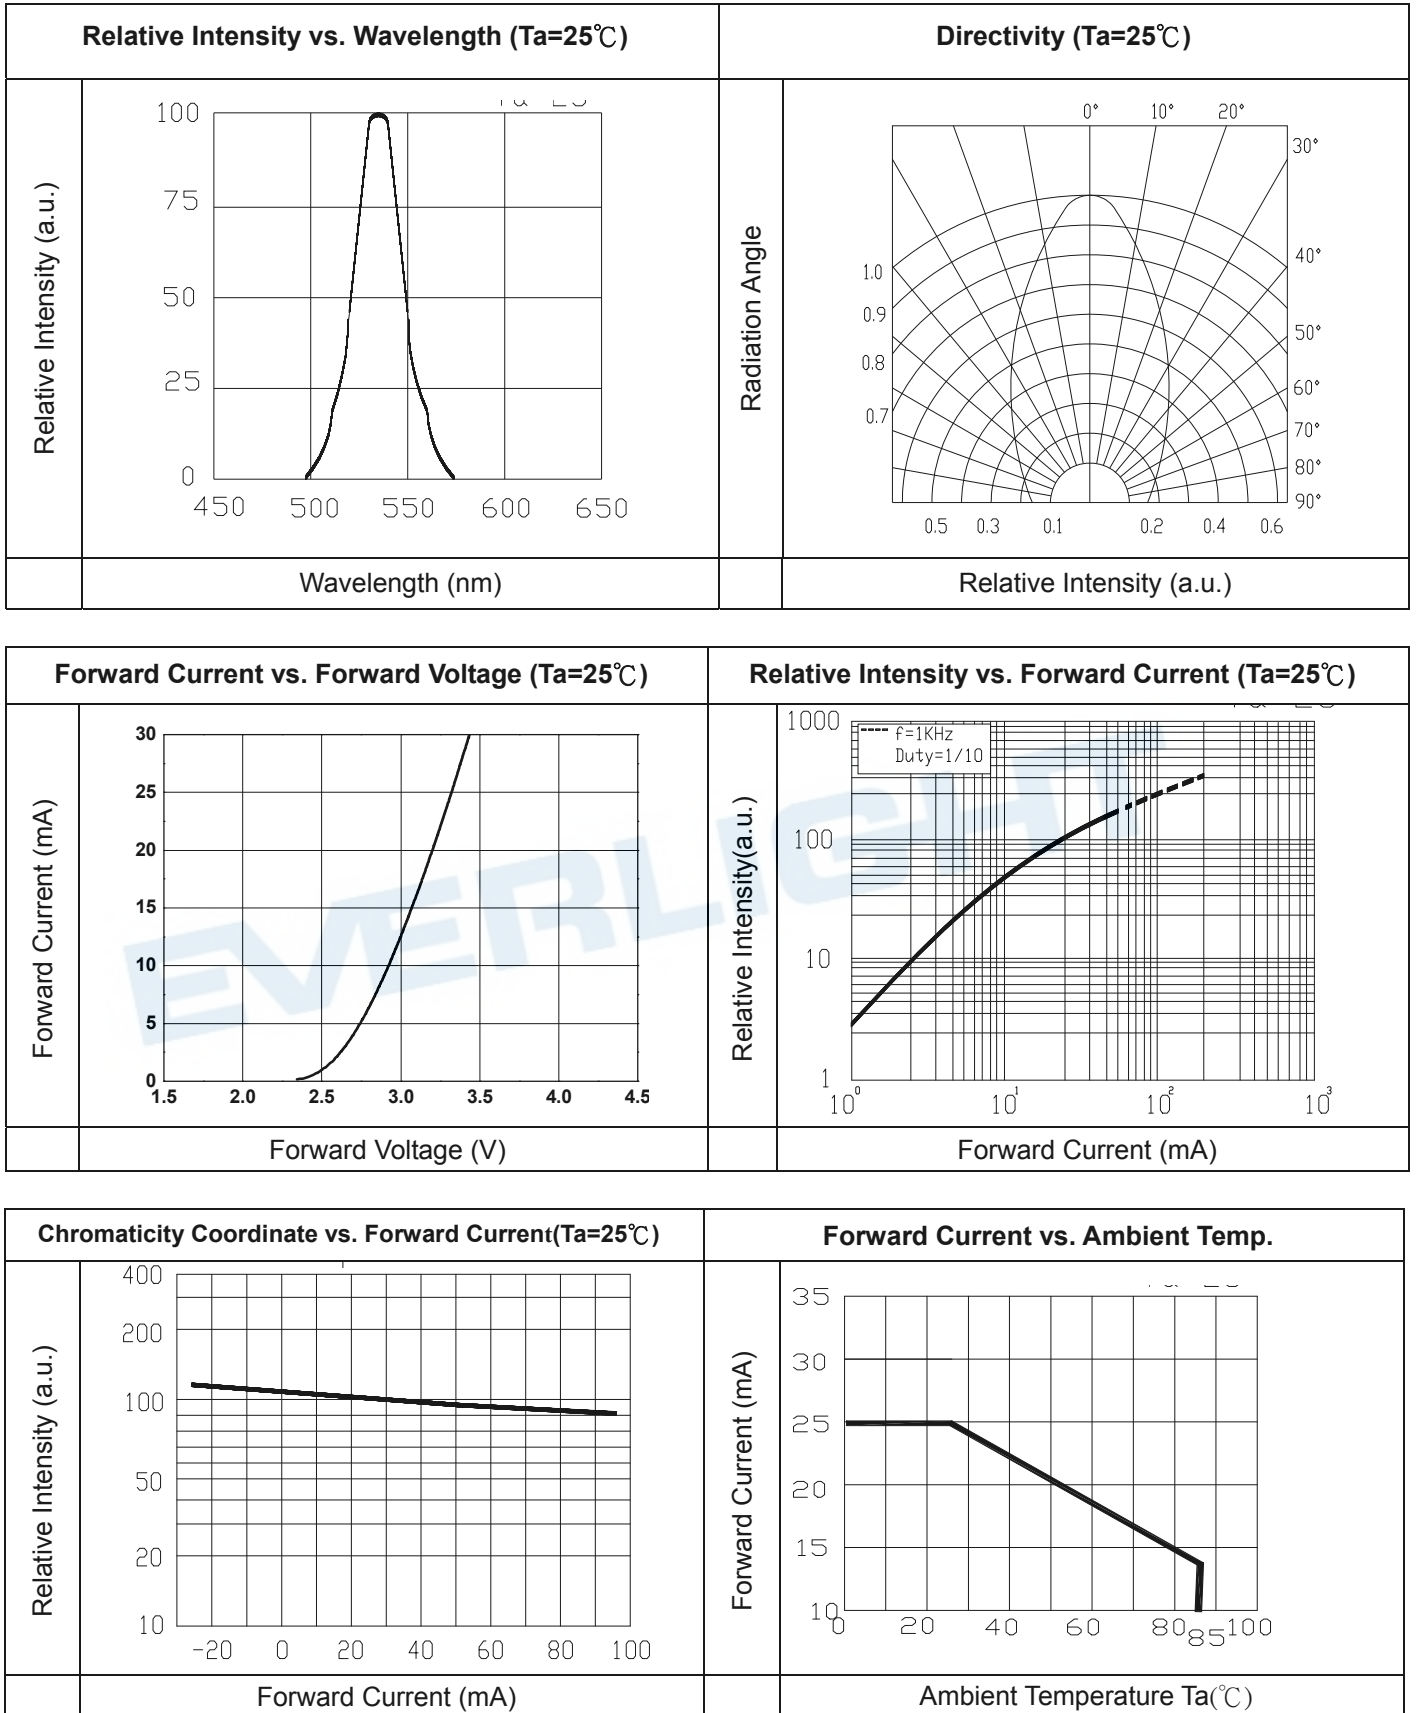 Relative Intensity vs. Wavelength (Ta=25℃)
Directivity (Ta=25℃)
Relative Intensity (a.u.)
100
75
50
25
0
450 500 550 600 650
Wavelength (nm)
Radiation Angle
0° 10° 20°
30°
40°
50°
60°
70°
80°
90°
1.0
0.9
0.8
0.7
0.5 0.3 0.1 0.2 0.4 0.6
Relative Intensity (a.u.)
Forward Current vs. Forward Voltage (Ta=25℃)
Relative Intensity vs. Forward Current (Ta=25℃)
Forward Current (mA)
30
25
20
15
10
5
0
1.5 2.0 2.5 3.0 3.5 4.0 4.5
Forward Voltage (V)
Relative Intensity(a.u.)
1000
100
10
1
f=1KHz
Duty=1/10
10⁰ 10¹ 10² 10³
Forward Current (mA)
EVERLIGHT
Chromaticity Coordinate vs. Forward Current(Ta=25℃)
Forward Current vs. Ambient Temp.
Relative Intensity (a.u.)
400
200
100
50
20
10
-20 0 20 40 60 80 100
Forward Current (mA)
Forward Current (mA)
35
30
25
20
15
10
0 20 40 60 80 85 100
Ambient Temperature Ta(℃)